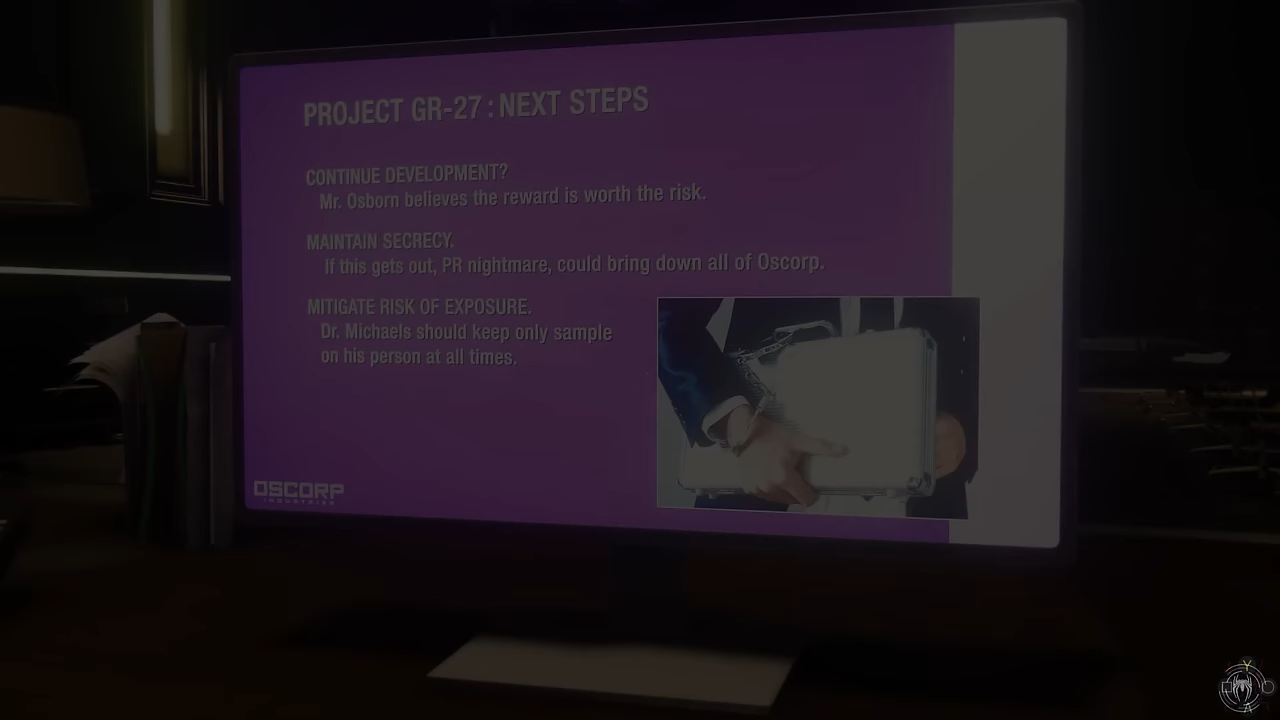 PROJECT GR-27 : NEXT STEPS
CONTINUE DEVELOPMENT?
Mr. Osborn believes the reward is worth the risk.
MAINTAIN SECRECY.
If this gets out, PR nightmare, could bring down all of Oscorp.
MITIGATE RISK OF EXPOSURE.
Dr. Michaels should keep only sample
on his person at all times.
OSCORP
INDUSTRIES